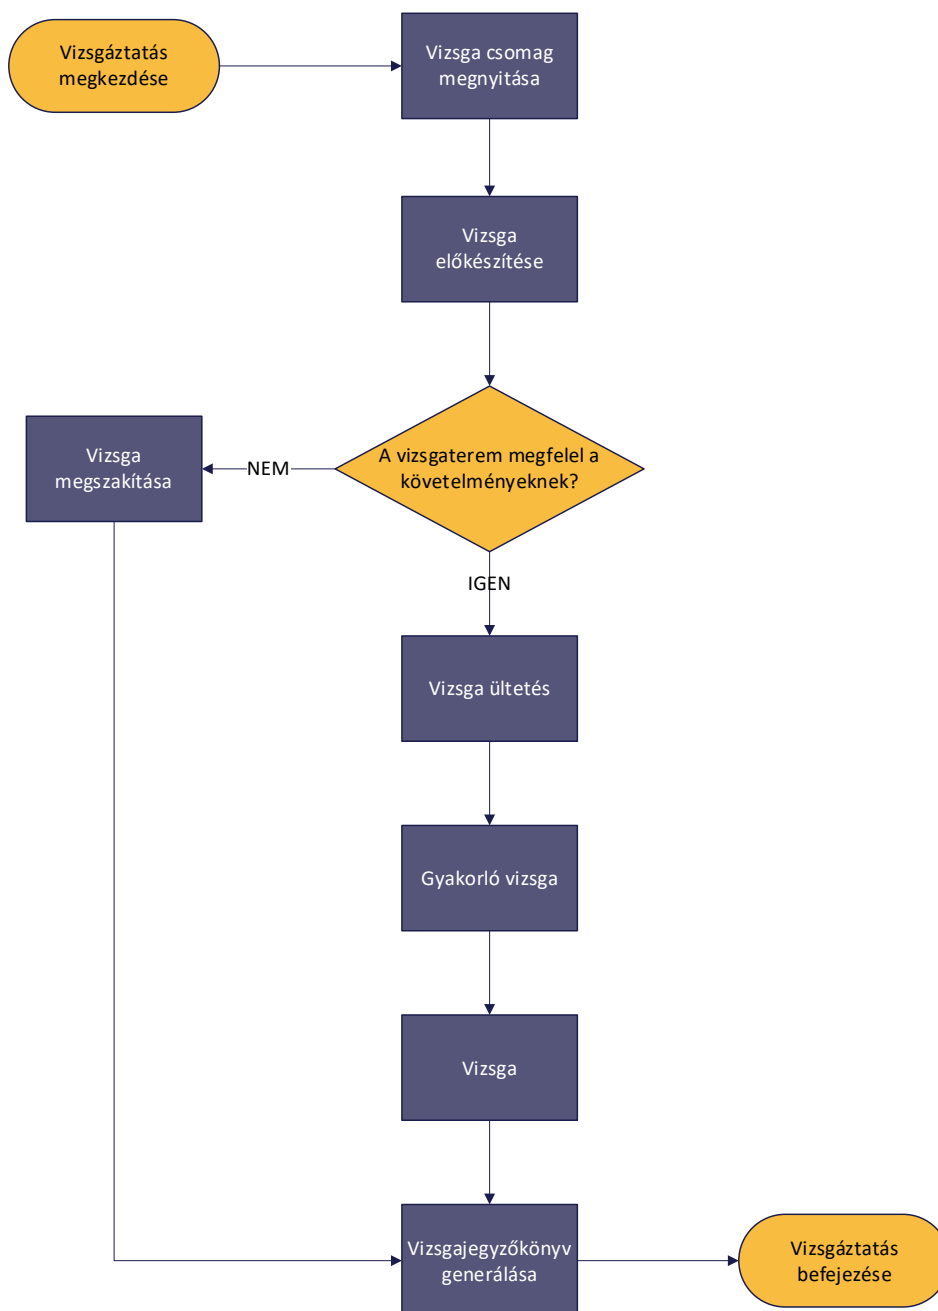 Vizsgáztatás
megkezdése
Vizsga csomag
megnyitása
Vizsga
előkészítése
A vizsgaterem megfelel a
követelményeknek?
NEM
Vizsga
megszakítása
IGEN
Vizsga ültetés
Gyakorló vizsga
Vizsga
Vizsgajegyzőkönyv
generálása
Vizsgáztatás
befejezése